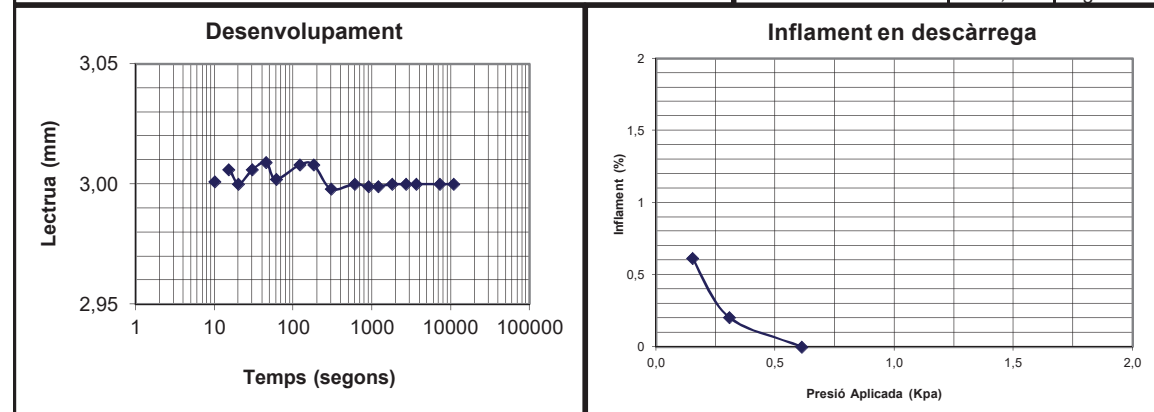 Desenvolupament
3,05
3,00
2,95
Lectrua (mm)
1 10 100 1000 10000 100000
Temps (segons)
Inflament en descàrrega
2
1,5
1
0,5
0
Inflament (%)
0,0 0,5 1,0 1,5 2,0
Presió Aplicada (Kpa)